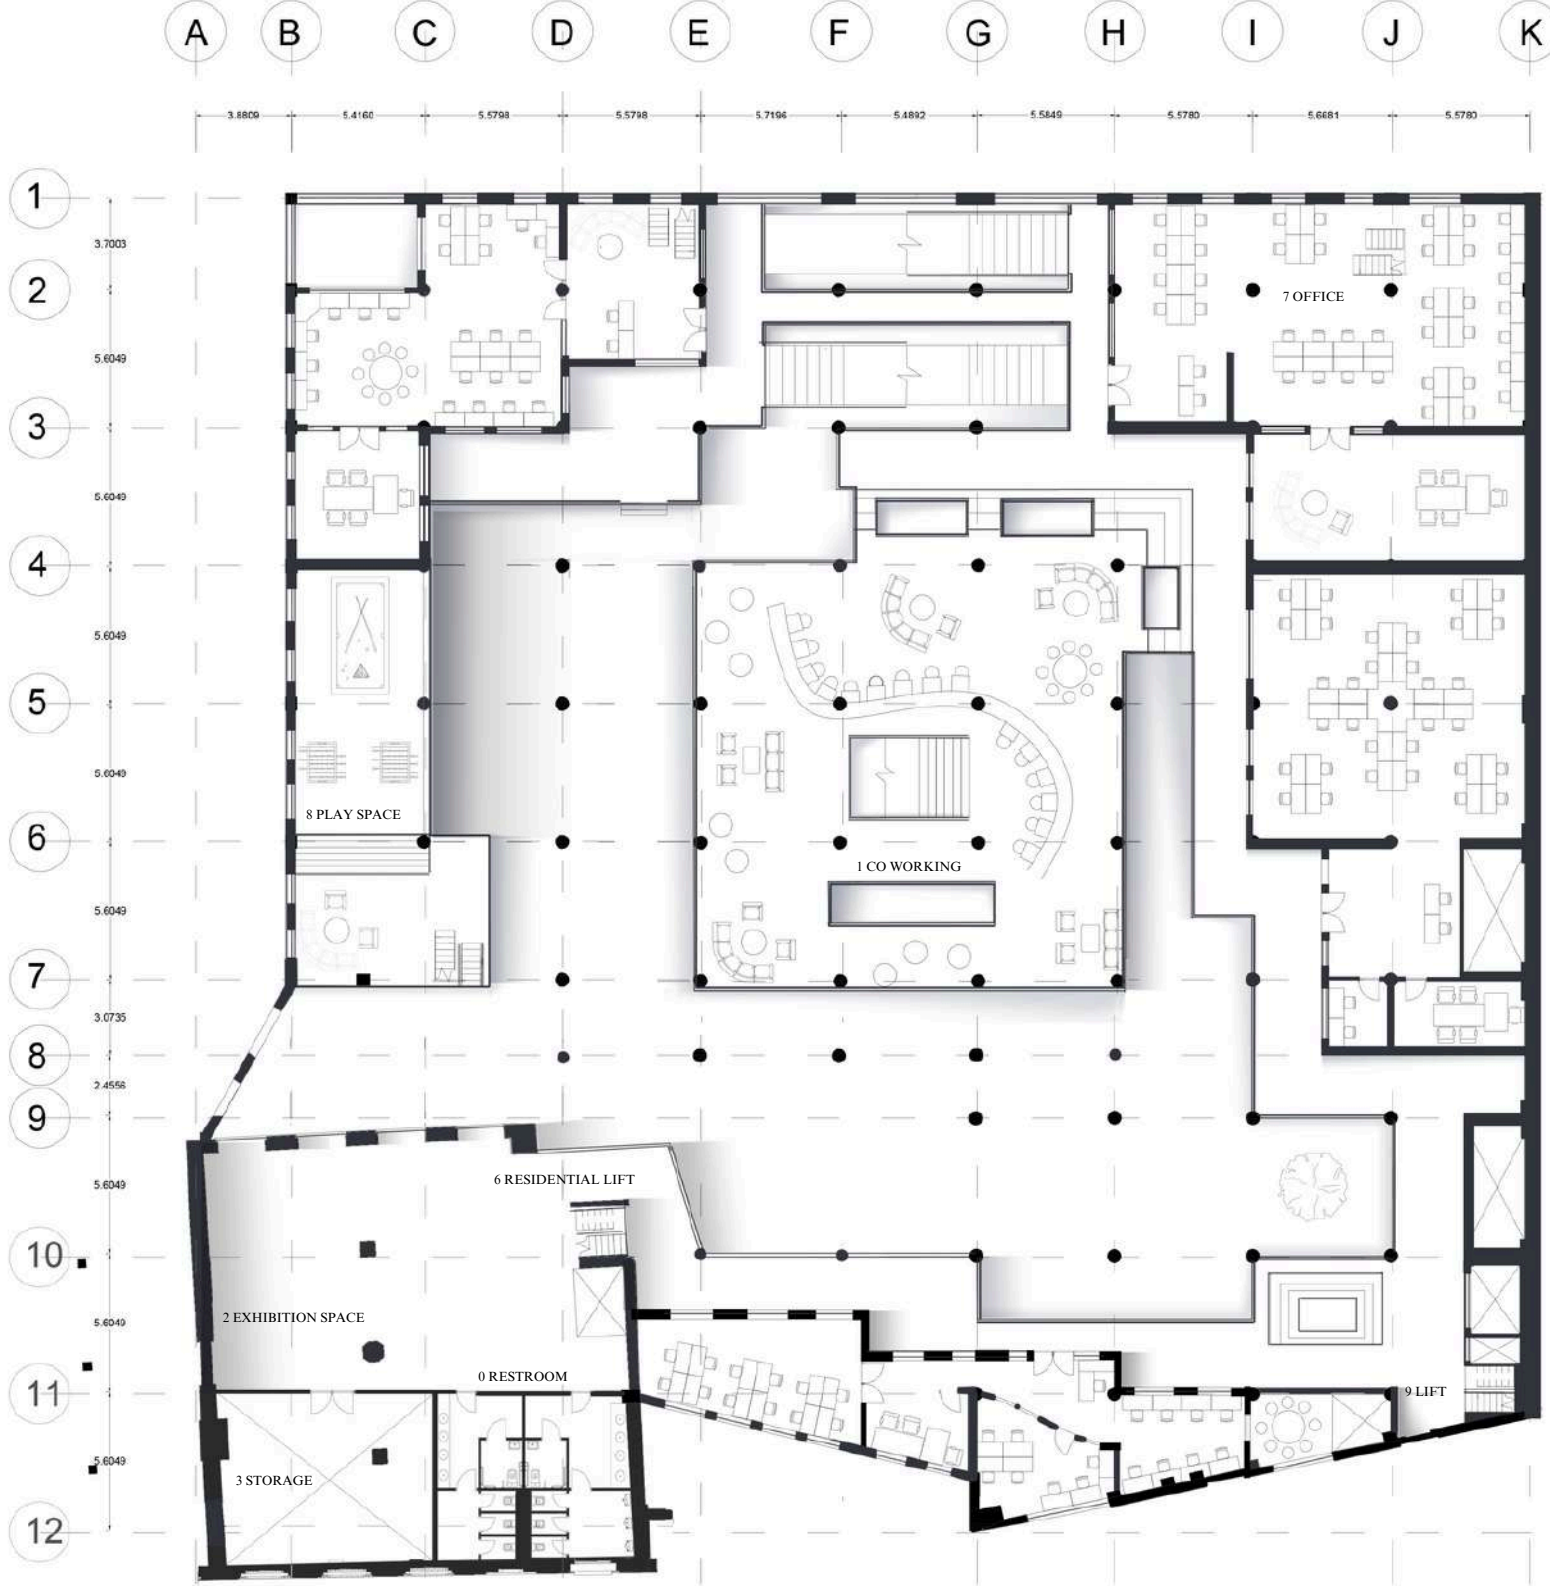 A B C D E F G H I J K
3.8809 5.4160 5.5798 5.5798 5.7196 5.4892 5.5849 5.5780 5.6681 5.5780
1
3.7003
2
7 OFFICE
5.6049
3
5.6049
4
5.6049
5
5.6049
8 PLAY SPACE
6
1 CO WORKING
5.6049
7
3.0735
8
2.4556
9
6 RESIDENTIAL LIFT
5.6049
10
2 EXHIBITION SPACE
5.6049
0 RESTROOM
11
9 LIFT
5.6049
3 STORAGE
12